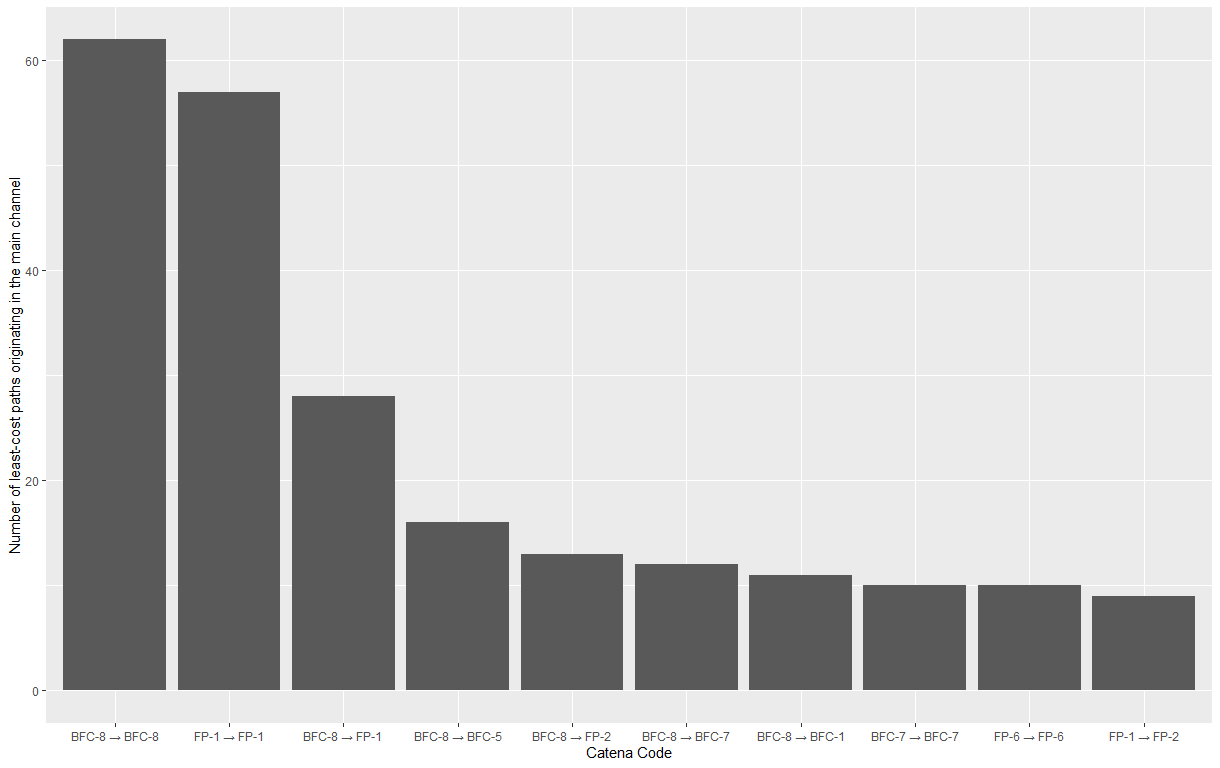 Number of least-cost paths originating in the main channel
60
40
20
0
BFC-8 → BFC-8 FP-1 → FP-1 BFC-8 → FP-1 BFC-8 → BFC-5 BFC-8 → FP-2 BFC-8 → BFC-7 BFC-8 → BFC-1 BFC-7 → BFC-7 FP-6 → FP-6 FP-1 → FP-2
Catena Code